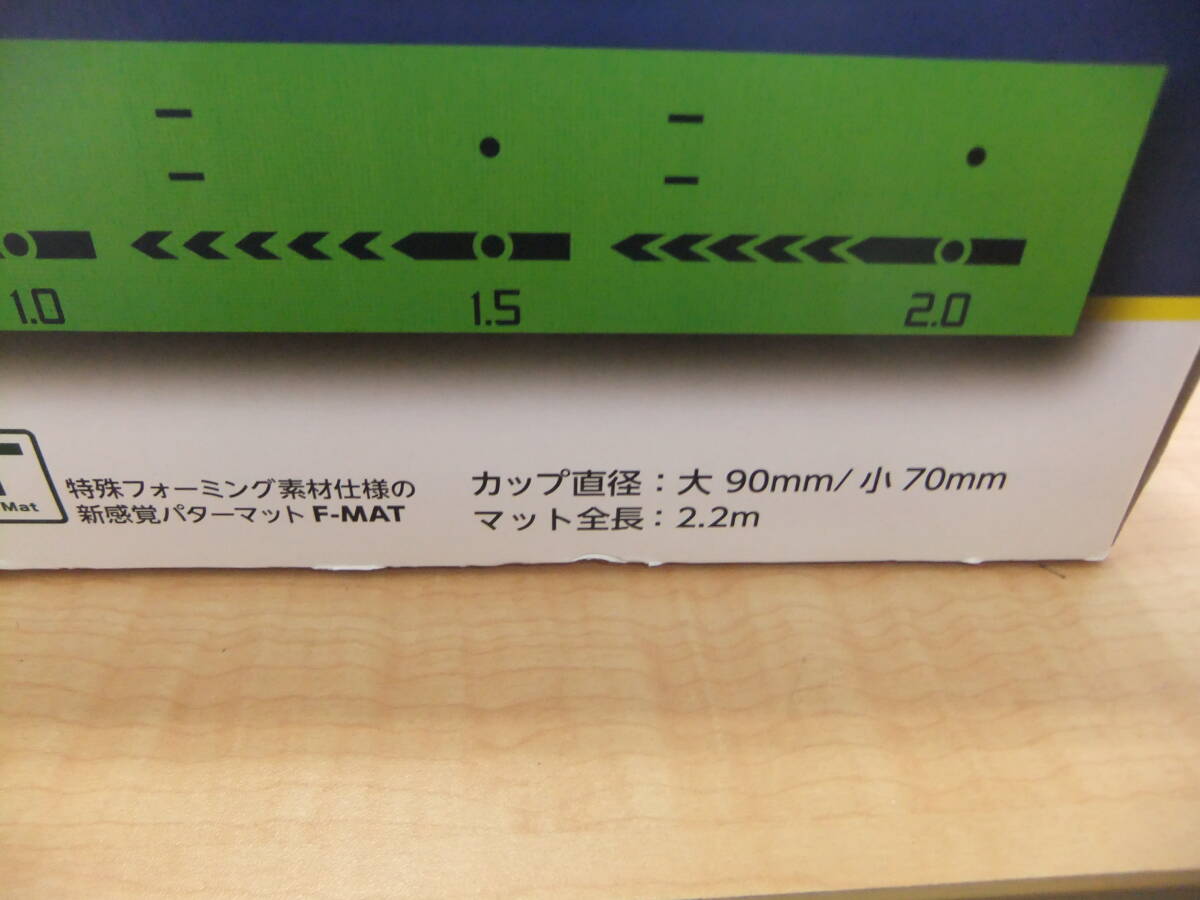 1.0
1.5
2.0
Mat
特殊フォーミング素材仕様の
新感覚パターマット F-MAT
カップ直径：大 90mm/ 小 70mm
マット全長：2.2m